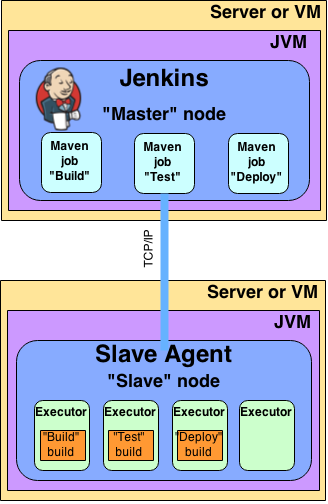 Server or VM
JVM
Jenkins
"Master" node
Maven
job
"Build"
Maven
job
"Test"
Maven
job
"Deploy"
TCP/IP
Server or VM
JVM
Slave Agent
"Slave" node
Executor
"Build"
build
Executor
"Test"
build
Executor
"Deploy"
build
Executor